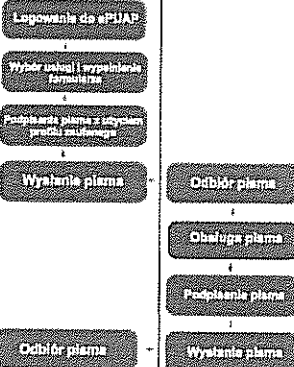 Logowanie do ePUAP
Wybór usługi i wypełnienie
formularza
Podpisanie pisma z użyciem
profilu zaufanego
Wysłanie pisma
Odbiór pisma
Obsługa pisma
Podpisanie pisma
Wysłanie pisma
Odbiór pisma